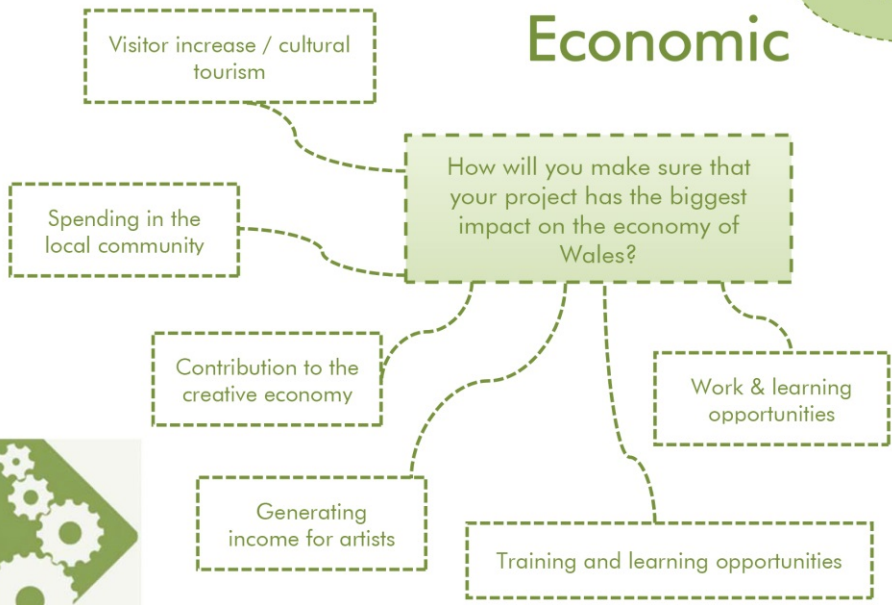 Economic
Visitor increase / cultural
tourism
How will you make sure that
your project has the biggest
impact on the economy of
Wales?
Spending in the
local community
Contribution to the
creative economy
Work & learning
opportunities
Generating
income for artists
Training and learning opportunities